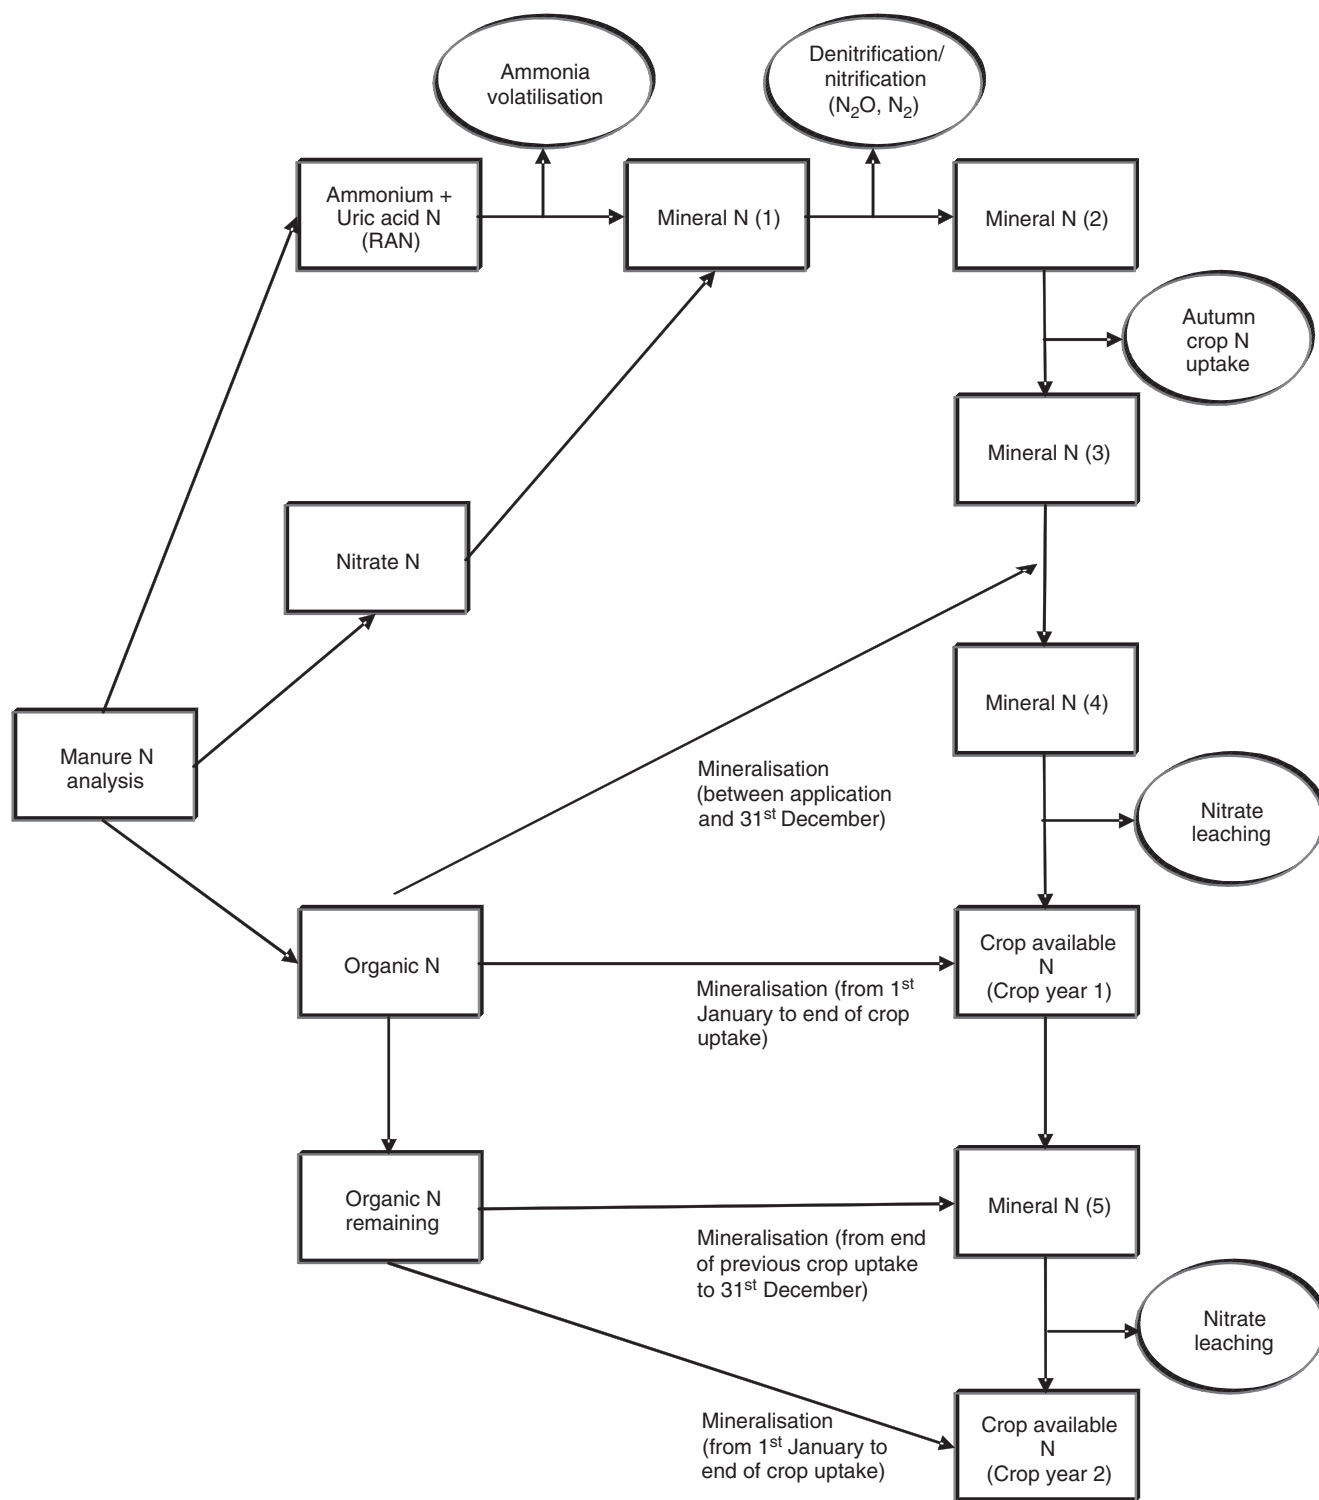 Ammonia
volatilisation
Denitrification/
nitrification
(N₂O, N₂)
Ammonium +
Uric acid N
(RAN)
Mineral N (1)
Mineral N (2)
Autumn
crop N
uptake
Mineral N (3)
Nitrate N
Mineral N (4)
Manure N
analysis
Mineralisation
(between application
and 31ˢᵗ December)
Nitrate
leaching
Organic N
Crop available
N
(Crop year 1)
Mineralisation (from 1ˢᵗ
January to end of crop
uptake)
Organic N
remaining
Mineral N (5)
Mineralisation (from end
of previous crop uptake
to 31ˢᵗ December)
Nitrate
leaching
Mineralisation
(from 1ˢᵗ January to
end of crop uptake)
Crop available
N
(Crop year 2)